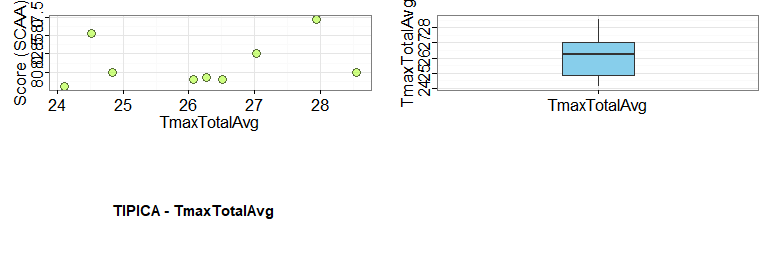 Score (SCAA)
24 25 26 27 28
TmaxTotalAvg
TmaxTotalAvg
TmaxTotalAvg
TIPICA - TmaxTotalAvg